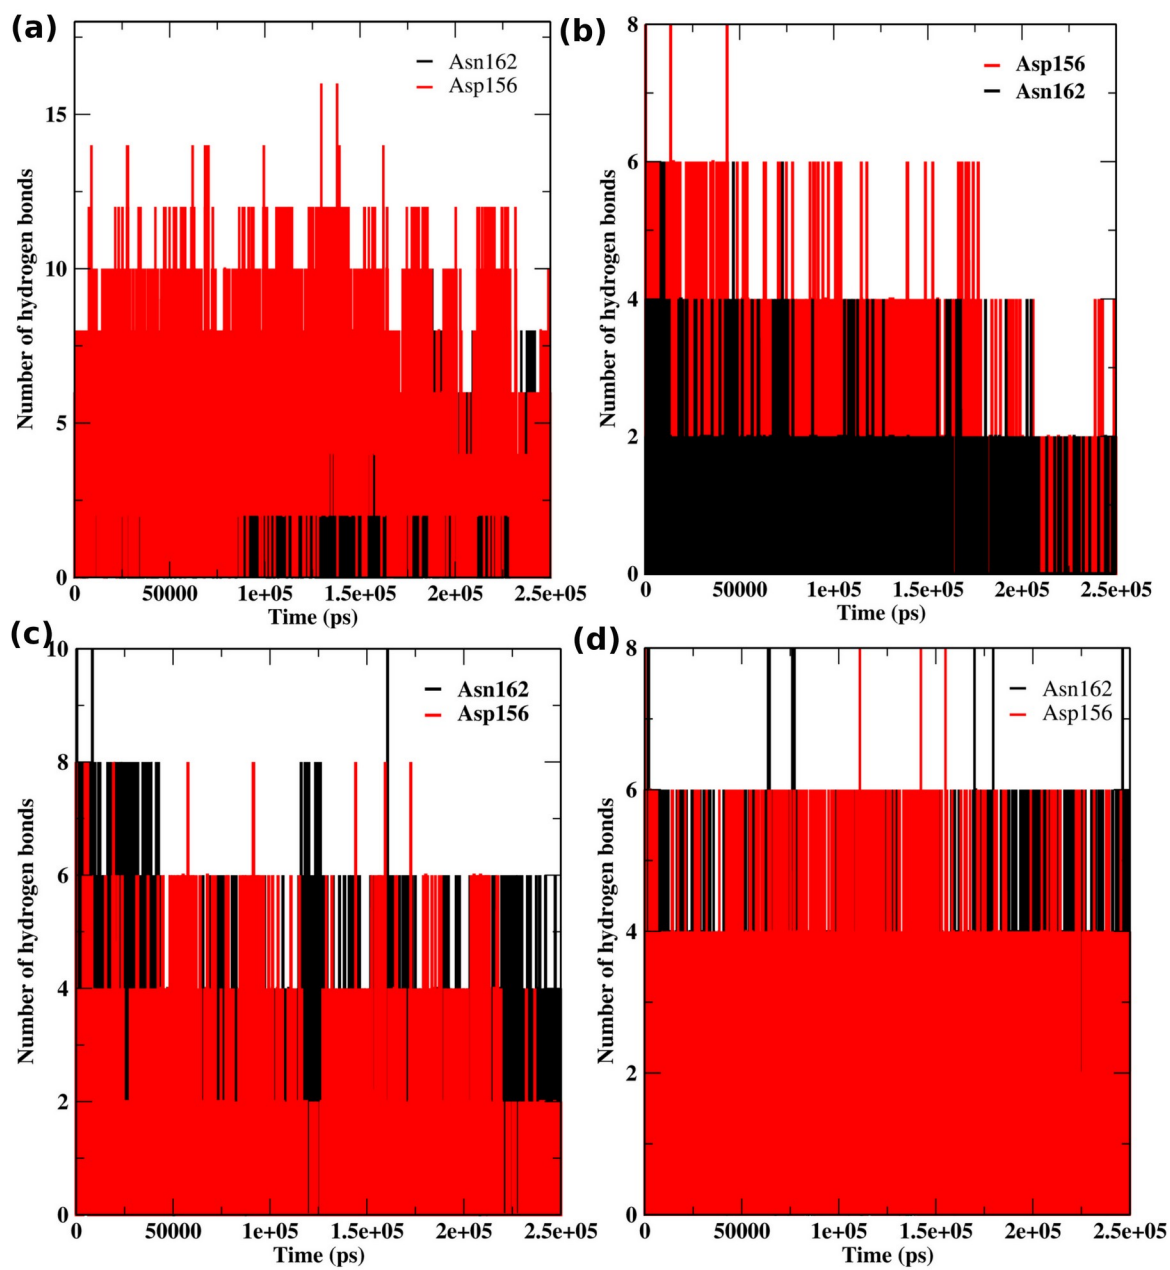 (a)
Number of hydrogen bonds
15
10
5
0
Asn162
Asp156
0 50000 1e+05 1.5e+05 2e+05 2.5e+05
Time (ps)
(b)
Number of hydrogen bonds
8
6
4
2
0
Asp156
Asn162
0 50000 1e+05 1.5e+05 2e+05 2.5e+05
Time (ps)
(c)
Number of hydrogen bonds
10
8
6
4
2
0
Asn162
Asp156
0 50000 1e+05 1.5e+05 2e+05 2.5e+05
Time (ps)
(d)
Number of hydrogen bonds
8
6
4
2
0
Asn162
Asp156
0 50000 1e+05 1.5e+05 2e+05 2.5e+05
Time (ps)